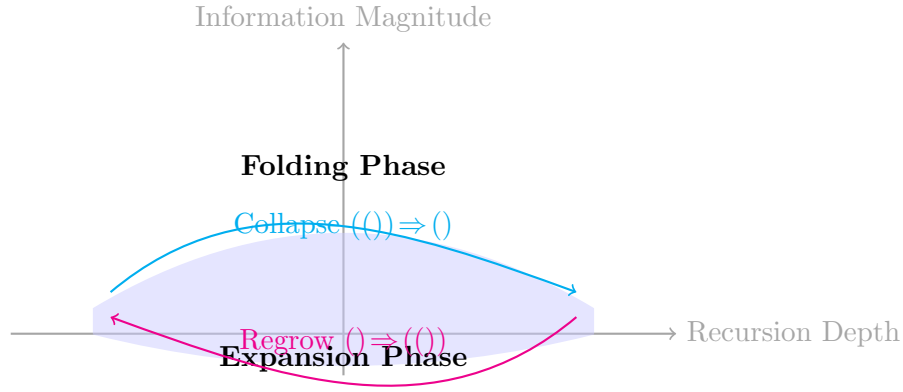 Information Magnitude
Folding Phase
Collapse (()) ⇒ ()
Recursion Depth
Regrow () ⇒ (())
Expansion Phase